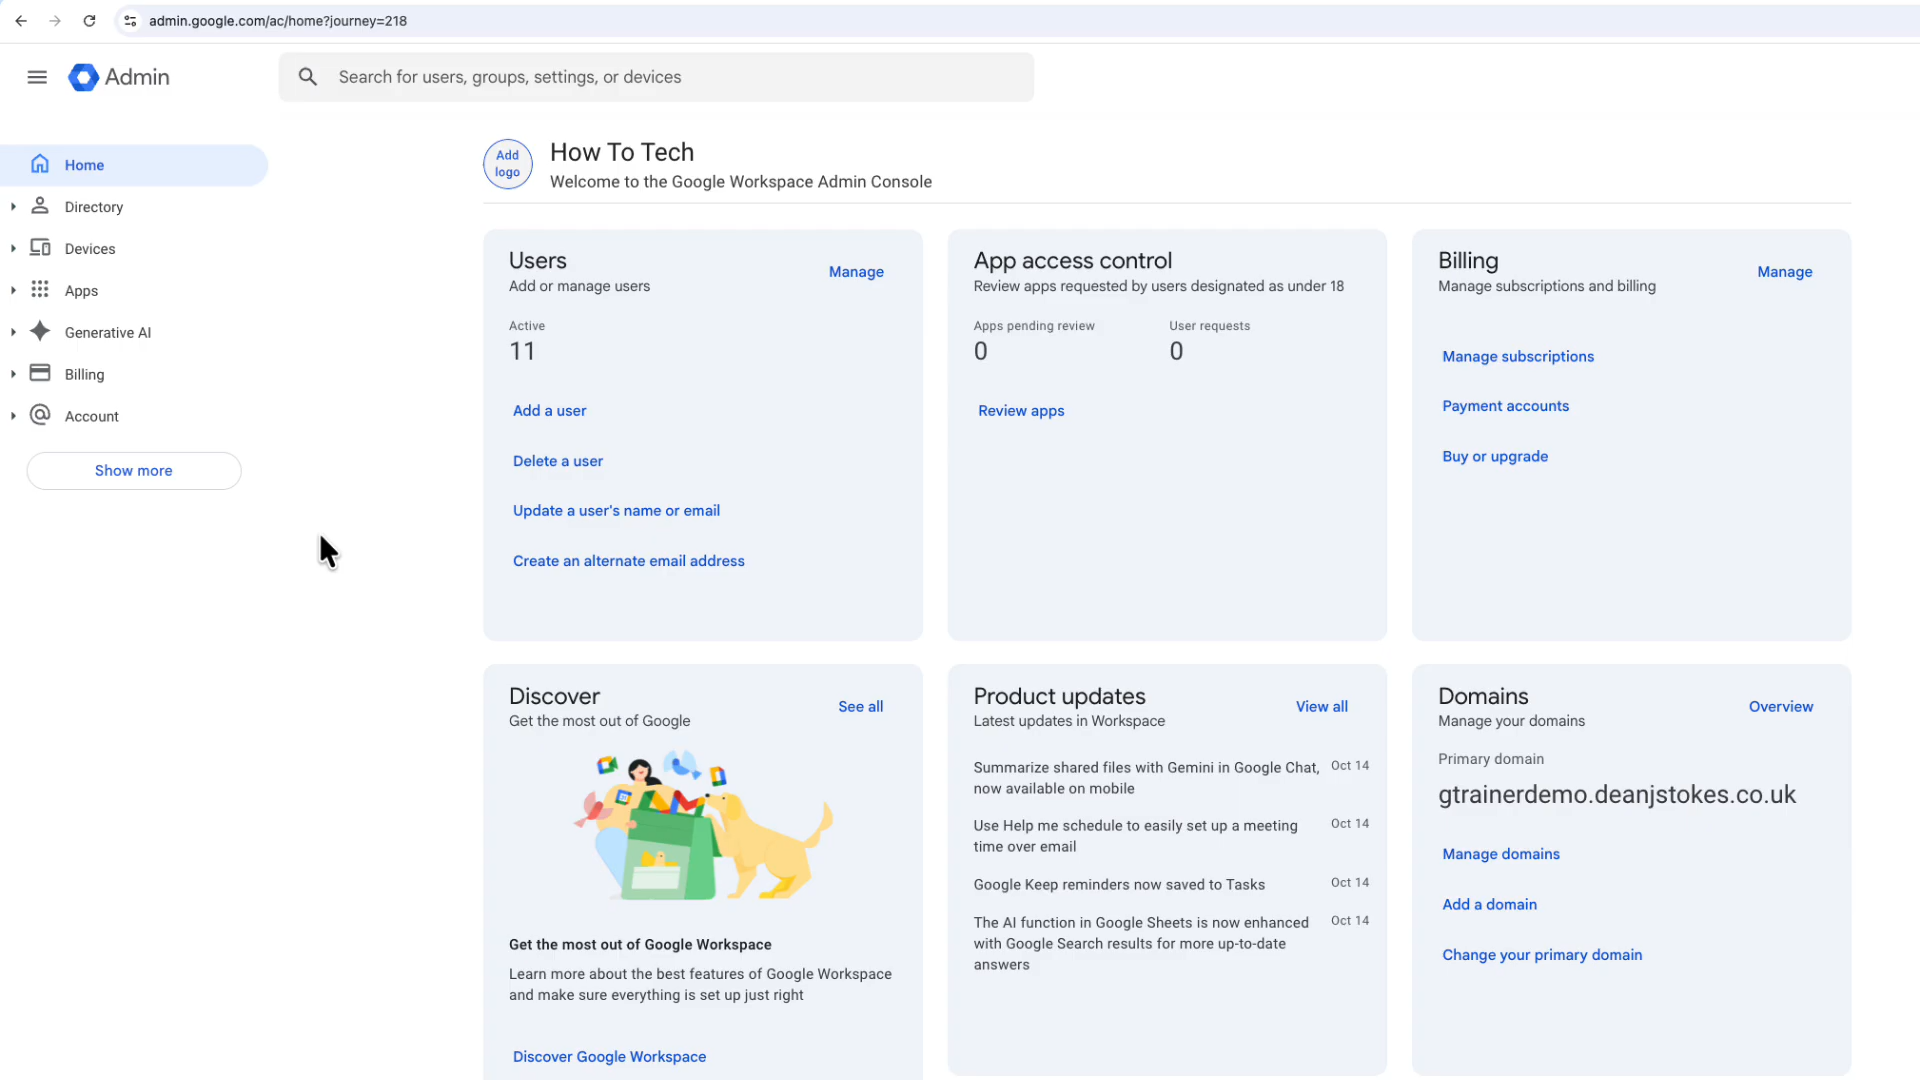 admin.google.com/ac/home?journey=218
Admin
Search for users, groups, settings, or devices
Home
Directory
Devices
Apps
Generative AI
Billing
Account
Show more
Add
logo
How To Tech
Welcome to the Google Workspace Admin Console
Users
Add or manage users
Manage
Active
11
Add a user
Delete a user
Update a user's name or email
Create an alternate email address
App access control
Review apps requested by users designated as under 18
Apps pending review
User requests
0
0
Review apps
Billing
Manage subscriptions and billing
Manage
Manage subscriptions
Payment accounts
Buy or upgrade
Discover
Get the most out of Google
See all
Get the most out of Google Workspace
Learn more about the best features of Google Workspace
and make sure everything is set up just right
Discover Google Workspace
Product updates
Latest updates in Workspace
View all
Summarize shared files with Gemini in Google Chat, Oct 14
now available on mobile
Use Help me schedule to easily set up a meeting Oct 14
time over email
Google Keep reminders now saved to Tasks Oct 14
The AI function in Google Sheets is now enhanced Oct 14
with Google Search results for more up-to-date
answers
Domains
Manage your domains
Overview
Primary domain
gtrainerdemo.deanjstokes.co.uk
Manage domains
Add a domain
Change your primary domain